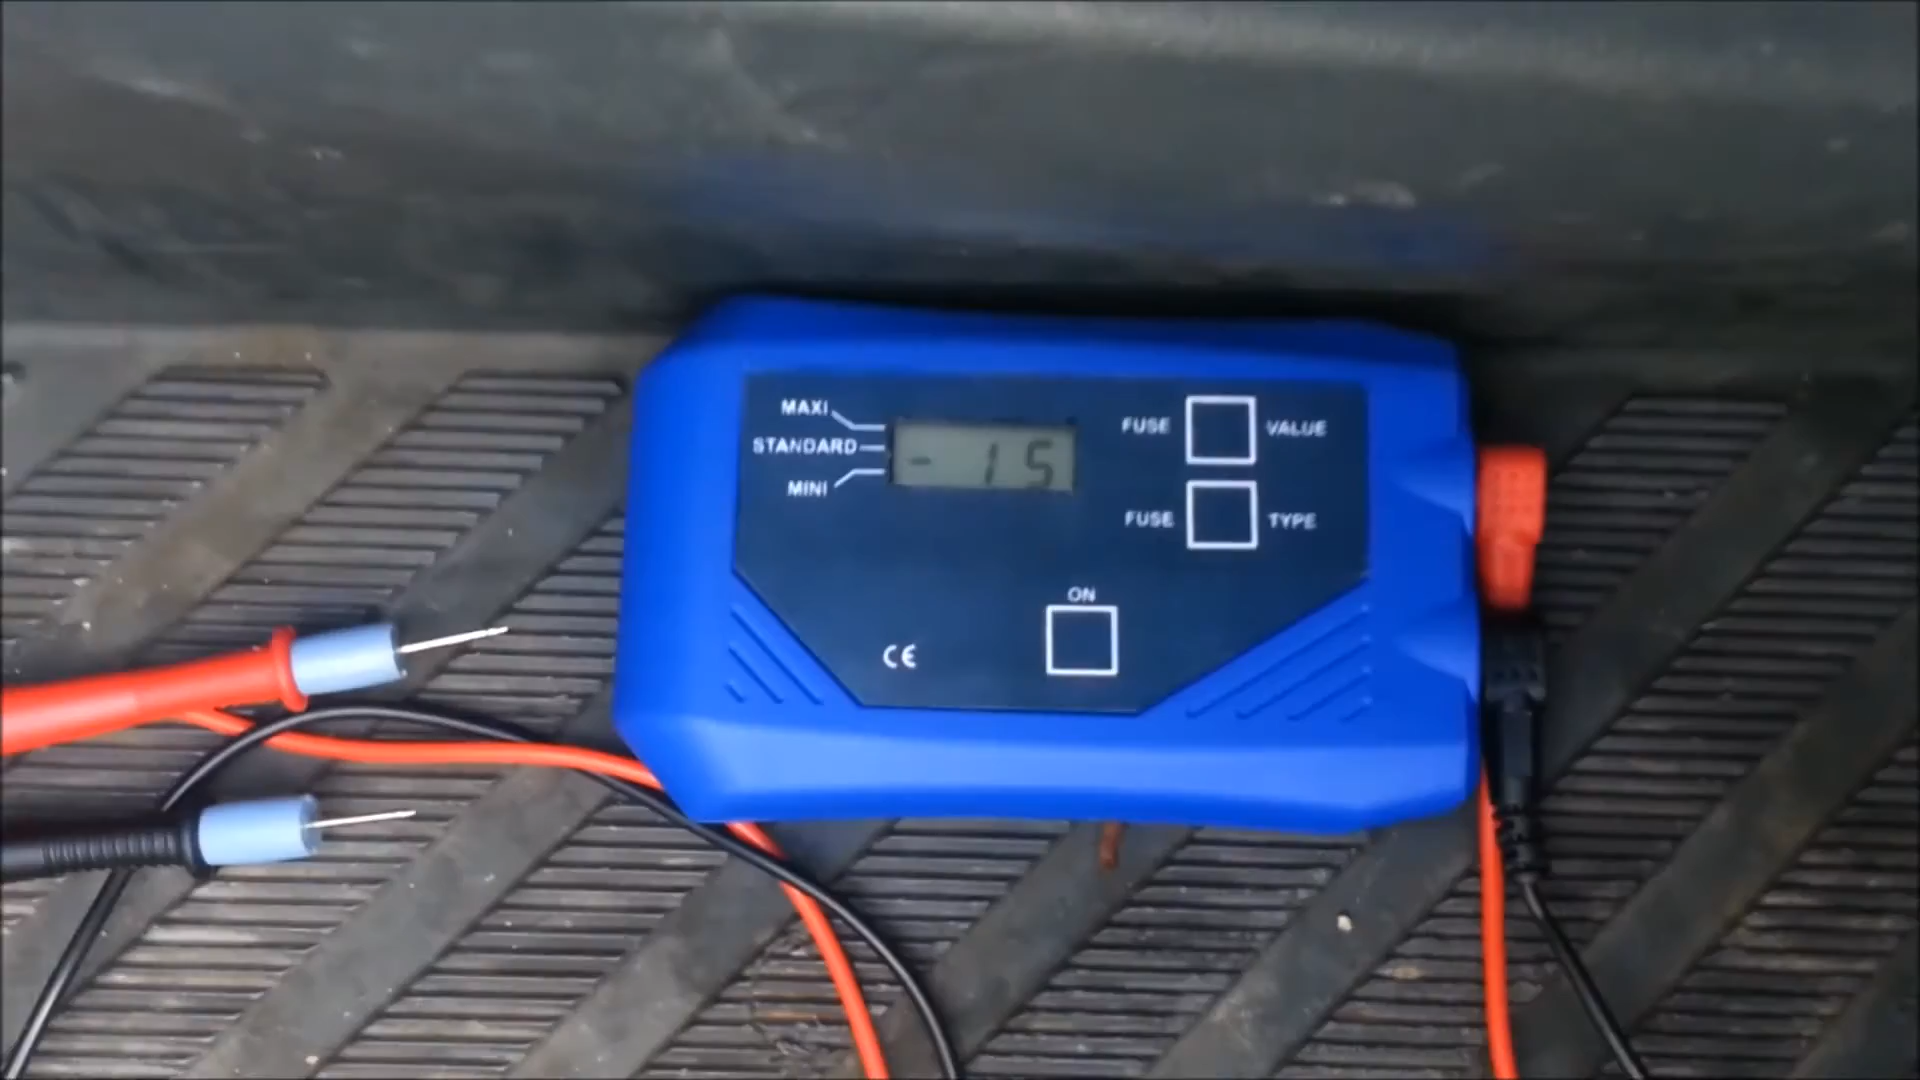 MAXI
STANDARD
MINI
- 15
FUSE VALUE
FUSE TYPE
ON
CE